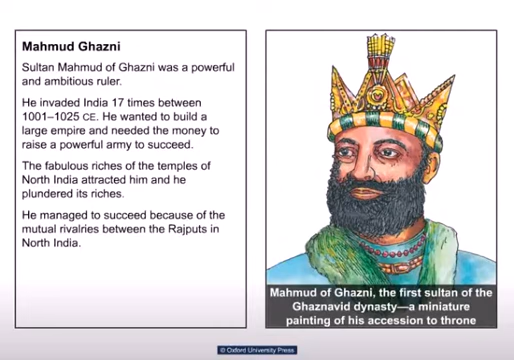 Mahmud Ghazni
Sultan Mahmud of Ghazni was a powerful
and ambitious ruler.
He invaded India 17 times between
1001–1025 CE. He wanted to build a
large empire and needed the money to
raise a powerful army to succeed.
The fabulous riches of the temples of
North India attracted him and he
plundered its riches.
He managed to succeed because of the
mutual rivalries between the Rajputs in
North India.
Mahmud of Ghazni, the first sultan of the
Ghaznavid dynasty—a miniature
painting of his accession to throne
© Oxford University Press